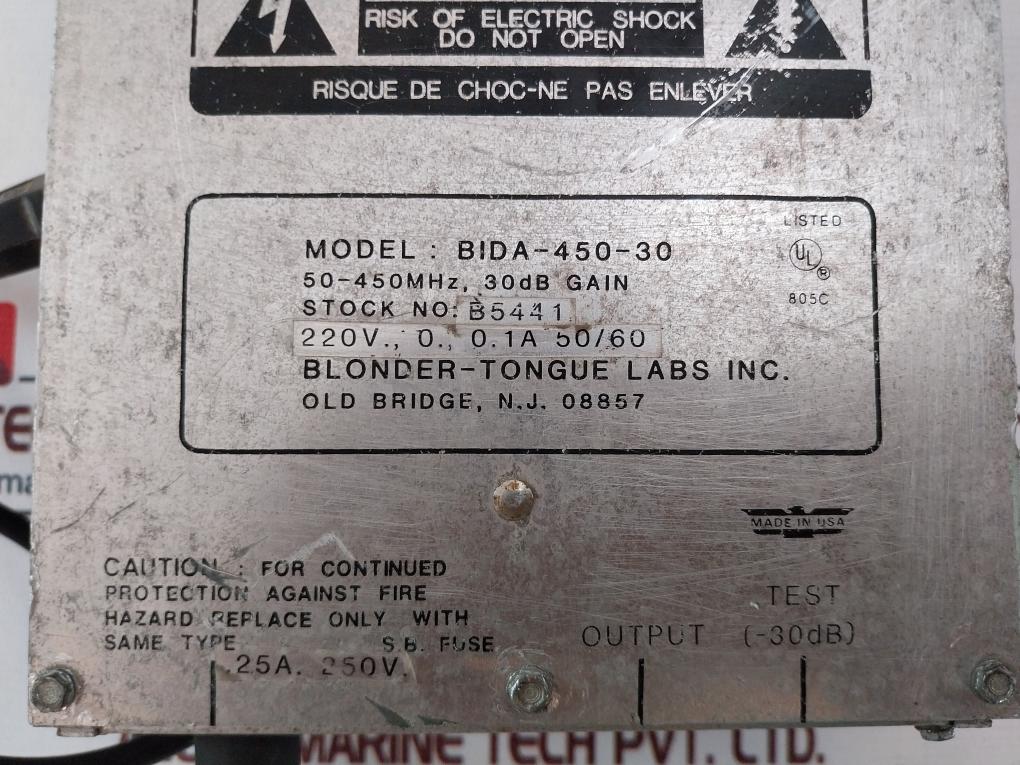 RISK OF ELECTRIC SHOCK
DO NOT OPEN
RISQUE DE CHOC-NE PAS ENLEVER
LISTED
UL®
805C
MODEL : BIDA-450-30
50-450MHz, 30dB GAIN
STOCK NO: B5441
220V., 0., 0.1A 50/60
BLONDER-TONGUE LABS INC.
OLD BRIDGE, N.J. 08857
MADE IN USA
CAUTION : FOR CONTINUED
PROTECTION AGAINST FIRE
HAZARD REPLACE ONLY WITH
SAME TYPE S.B. FUSE
.25A. 250V.
TEST
OUTPUT (-30dB)
MARINE TECH PVT. LTD.